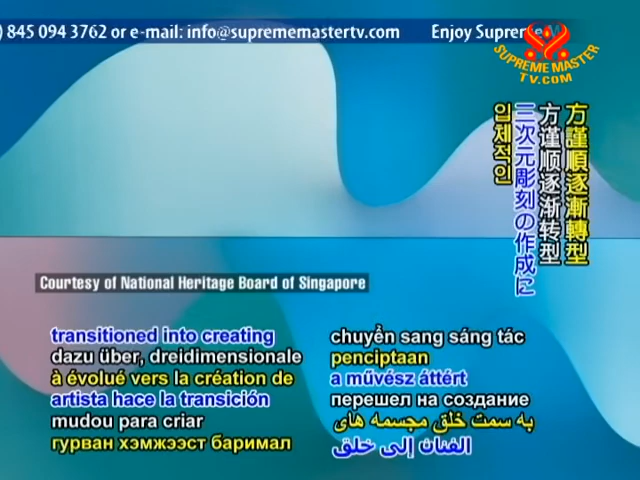 ) 845 094 3762 or e-mail: info@suprememastertv.com Enjoy Supreme
SUPREME MASTER
TV.COM
方謹順逐漸轉型
方谨顺逐渐转型
三次元彫刻の作成に
입체적인
Courtesy of National Heritage Board of Singapore
transitioned into creating
dazu über, dreidimensionale
à évolué vers la création de
artista hace la transición
mudou para criar
гурван хэмжээст баримал
chuyển sang sáng tác
penciptaan
a művész áttért
перешел на создание
به سمت خلق مجسمه های
الفنان إلى خلق